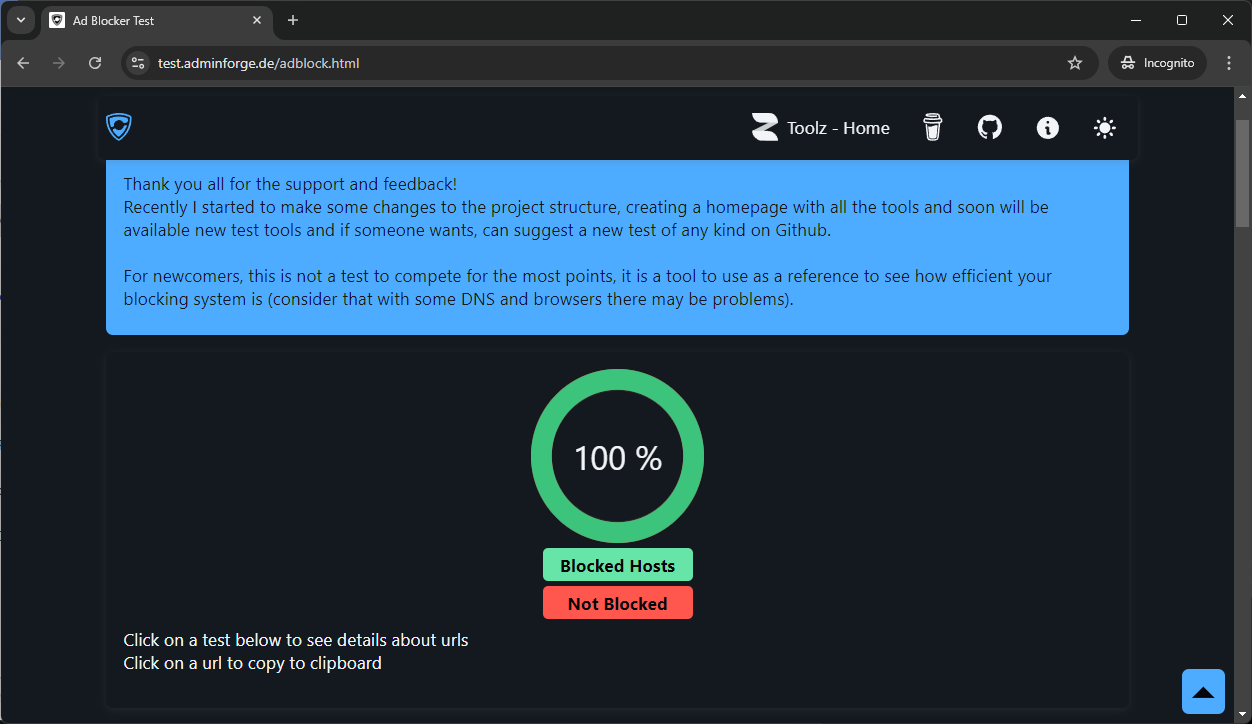 Ad Blocker Test
test.adminforge.de/adblock.html
Incognito
Toolz - Home
Thank you all for the support and feedback!
Recently I started to make some changes to the project structure, creating a homepage with all the tools and soon will be
available new test tools and if someone wants, can suggest a new test of any kind on Github.
For newcomers, this is not a test to compete for the most points, it is a tool to use as a reference to see how efficient your
blocking system is (consider that with some DNS and browsers there may be problems).
100 %
Blocked Hosts
Not Blocked
Click on a test below to see details about urls
Click on a url to copy to clipboard